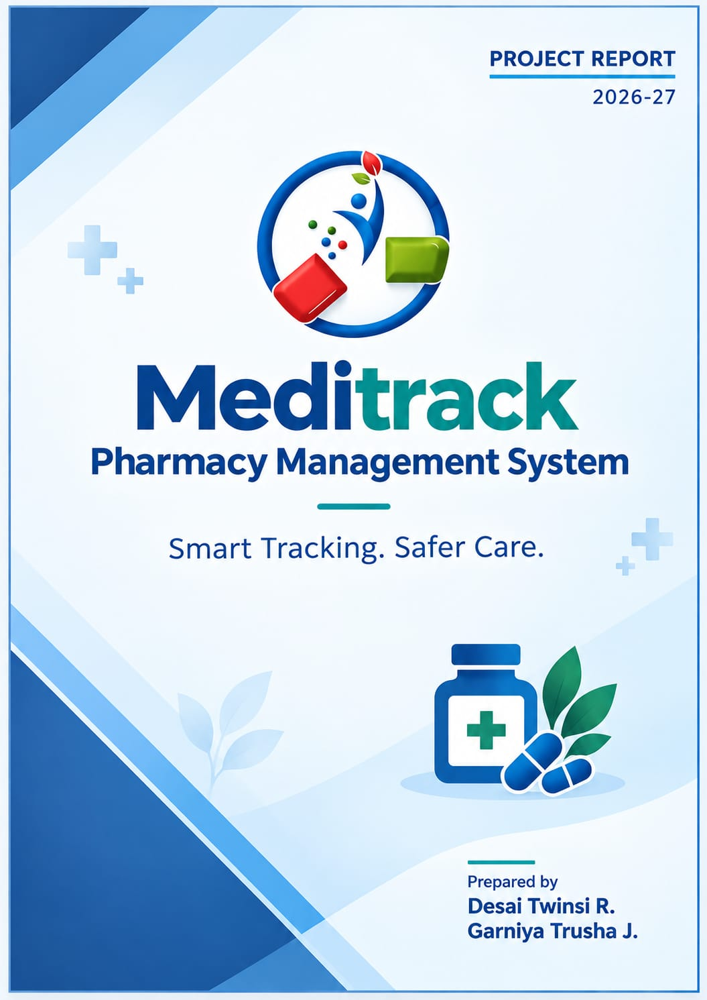 PROJECT REPORT
2026-27
Meditrack
Pharmacy Management System
Smart Tracking. Safer Care.
Prepared by
Desai Twinsi R.
Garniya Trusha J.